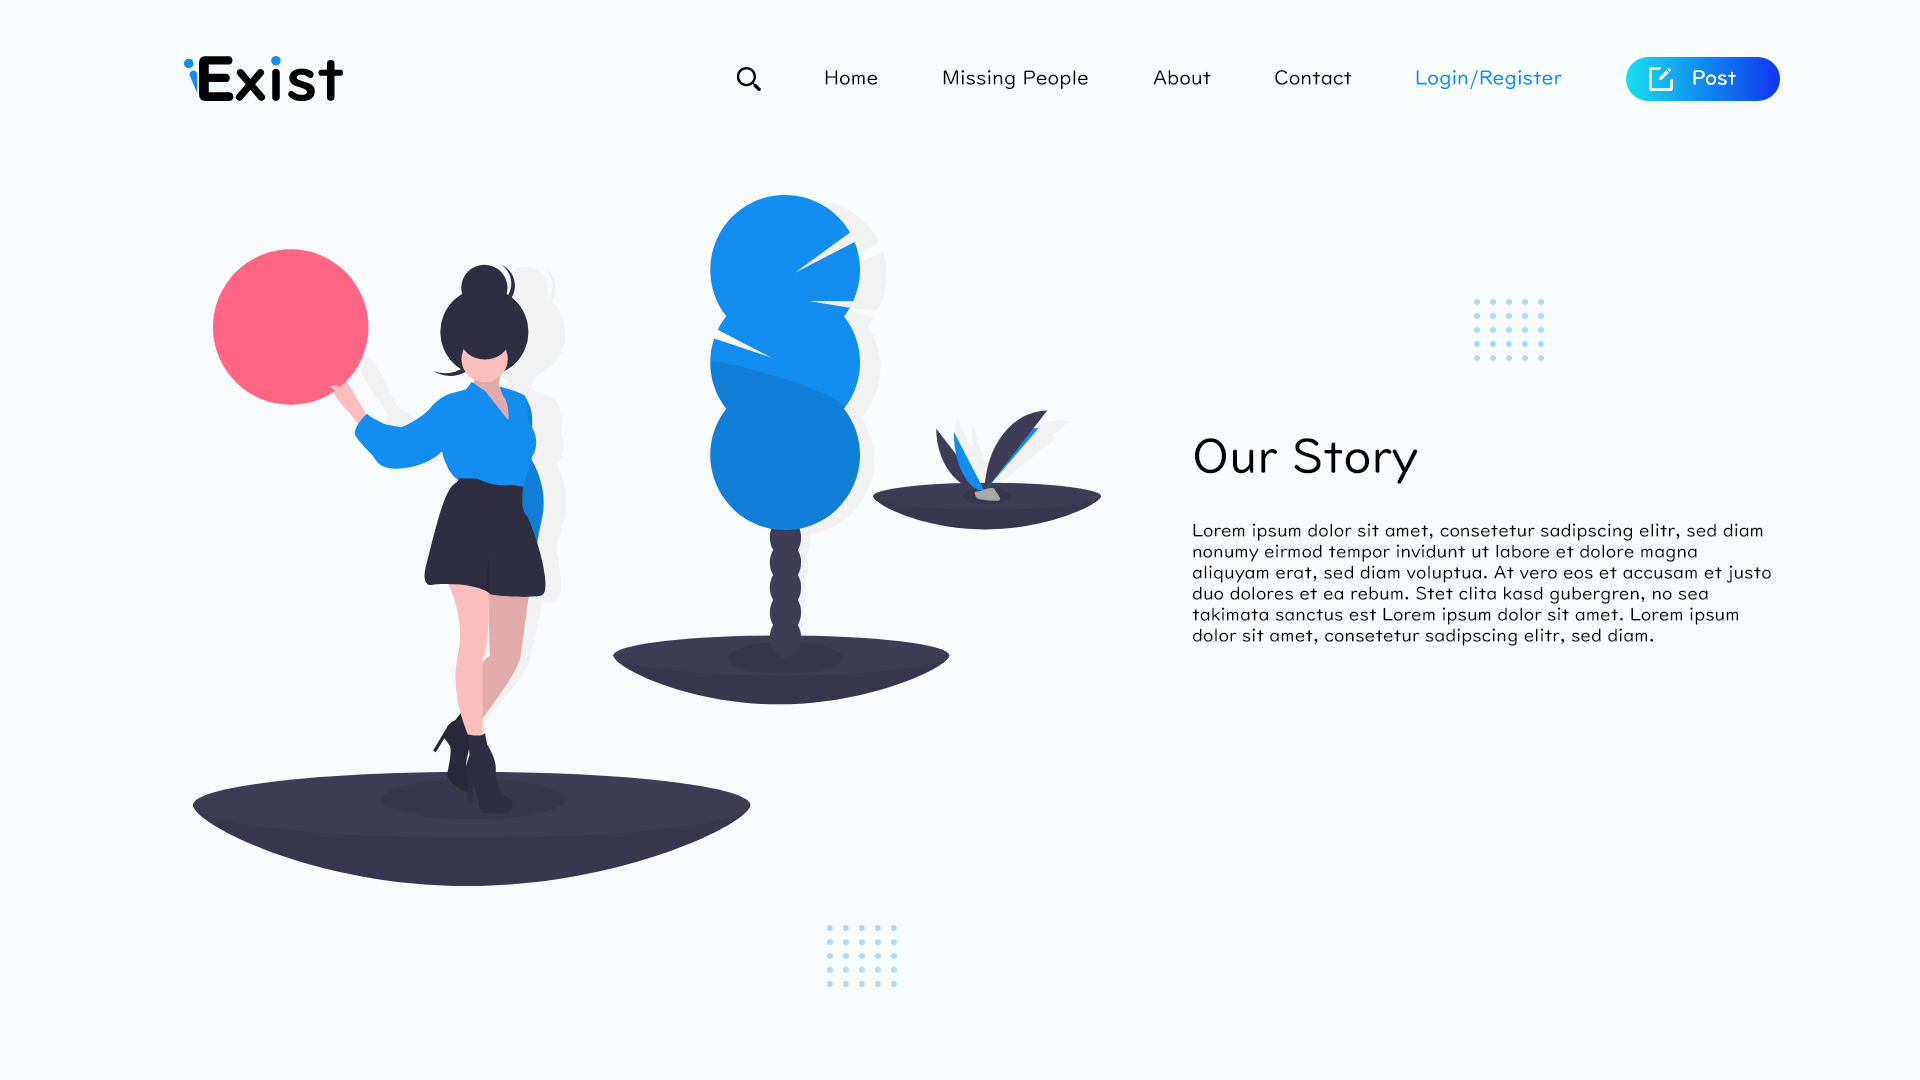 iExist
Home
Missing People
About
Contact
Login/Register
Post
Our Story
Lorem ipsum dolor sit amet, consetetur sadipscing elitr, sed diam
nonumy eirmod tempor invidunt ut labore et dolore magna
aliquyam erat, sed diam voluptua. At vero eos et accusam et justo
duo dolores et ea rebum. Stet clita kasd gubergren, no sea
takimata sanctus est Lorem ipsum dolor sit amet. Lorem ipsum
dolor sit amet, consetetur sadipscing elitr, sed diam.